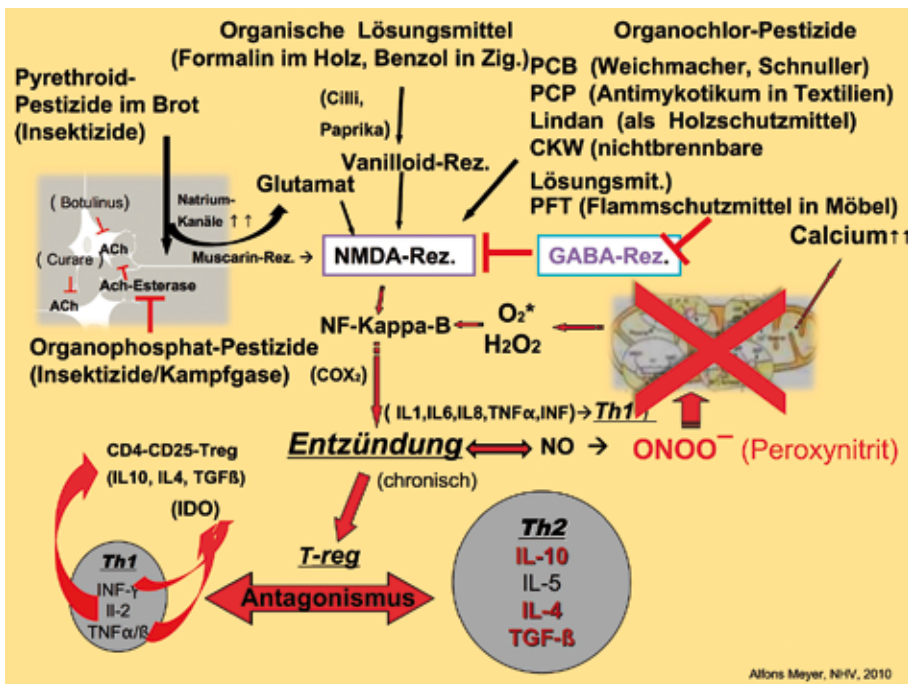 Organische Lösungsmittel
(Formalin im Holz, Benzol in Zig.)
Organochlor-Pestizide
PCB (Weichmacher, Schnuller)
PCP (Antimykotikum in Textilien)
Lindan (als Holzschutzmittel)
CKW (nichtbrennbare
Lösungsmit.)
PFT (Flammschutzmittel in Möbel)
Calcium↑↑
Pyrethroid-
Pestizide im Brot
(Insektizide)
(Cilli,
Paprika)
Vanilloid-Rez.
Glutamat
Natrium-
Kanäle ↑↑
(Botulinus)
ACh
(Curare)
ACh
Ach-Esterase
Muscarin-Rez. →
NMDA-Rez.
GABA-Rez.
Organophosphat-Pestizide
(Insektizide/Kampfgase)
NF-Kappa-B
O₂*
H2O2
(COX₂)
( IL1,IL6,IL8,TNFα,INF)→Th1 )
Entzündung
NO →
ONOO⁻ (Peroxynitrit)
(chronisch)
CD4-CD25-Treg
(IL10, IL4, TGFß)
(IDO)
T-reg
Antagonismus
Th1
INF-γ
Il-2
TNFα/ß
Th2
IL-10
IL-5
IL-4
TGF-ß
Alfons Meyer, NHV, 2010